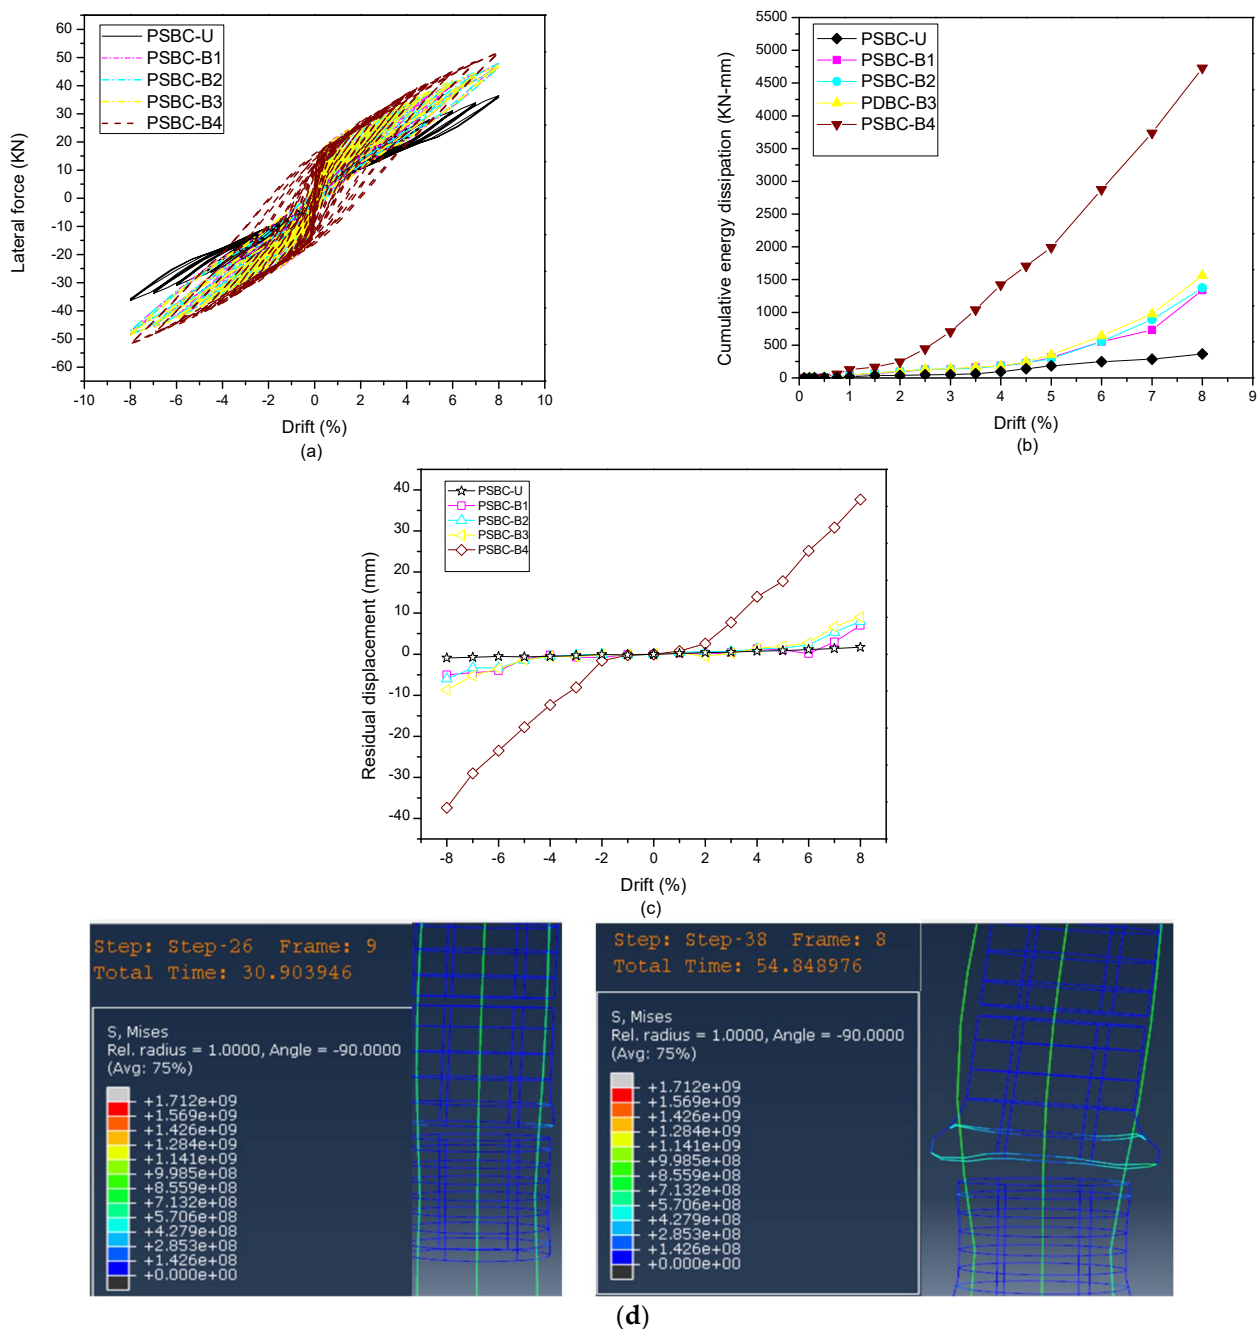 60
50
40
30
20
10
0
-10
-20
-30
-40
-50
-60
Lateral force (KN)
PSBC-U
PSBC-B1
PSBC-B2
PSBC-B3
PSBC-B4
-10 -8 -6 -4 -2 0 2 4 6 8 10
Drift (%)
(a)
5500
5000
4500
4000
3500
3000
2500
2000
1500
1000
500
0
Cumulative energy dissipation (KN-mm)
PSBC-U
PSBC-B1
PSBC-B2
PDBC-B3
PSBC-B4
0 1 2 3 4 5 6 7 8 9
Drift (%)
(b)
40
30
20
10
0
-10
-20
-30
-40
Residual displacement (mm)
PSBC-U
PSBC-B1
PSBC-B2
PSBC-B3
PSBC-B4
-8 -6 -4 -2 0 2 4 6 8
Drift (%)
(c)
Step: Step-26 Frame: 9
Total Time: 30.903946
S, Mises
Rel. radius = 1.0000, Angle = -90.0000
(Avg: 75%)
+1.712e+09
+1.569e+09
+1.426e+09
+1.284e+09
+1.141e+09
+9.985e+08
+8.559e+08
+7.132e+08
+5.706e+08
+4.279e+08
+2.853e+08
+1.426e+08
+0.000e+00
Step: Step-38 Frame: 8
Total Time: 54.848976
S, Mises
Rel. radius = 1.0000, Angle = -90.0000
(Avg: 75%)
+1.712e+09
+1.569e+09
+1.426e+09
+1.284e+09
+1.141e+09
+9.985e+08
+8.559e+08
+7.132e+08
+5.706e+08
+4.279e+08
+2.853e+08
+1.426e+08
+0.000e+00
(d)